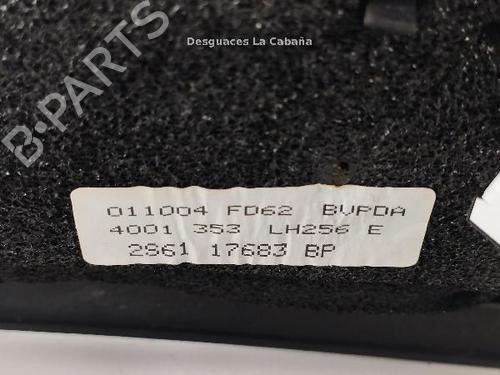 Desguaces La Cabaña
B-PARTS
011004 FD62 BVPDA
4001 353 LH256 E
2S61 17683 BP